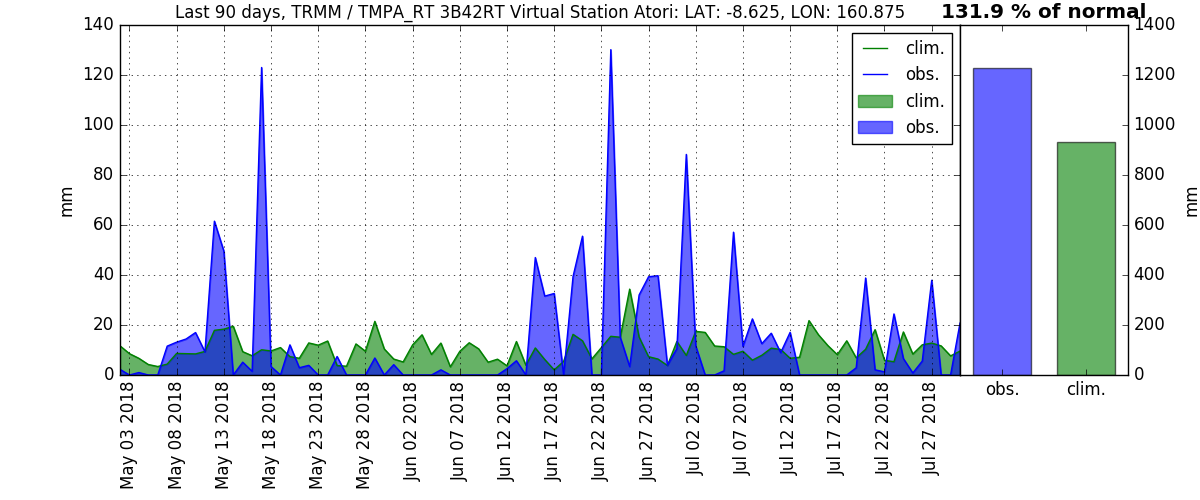 Last 90 days, TRMM / TMPA_RT 3B42RT Virtual Station Atori: LAT: -8.625, LON: 160.875
131.9 % of normal
140
120
100
80
60
40
20
0
mm
clim.
obs.
clim.
obs.
1400
1200
1000
800
600
400
200
0
mm
May 03 2018
May 08 2018
May 13 2018
May 18 2018
May 23 2018
May 28 2018
Jun 02 2018
Jun 07 2018
Jun 12 2018
Jun 17 2018
Jun 22 2018
Jun 27 2018
Jul 02 2018
Jul 07 2018
Jul 12 2018
Jul 17 2018
Jul 22 2018
Jul 27 2018
obs.
clim.